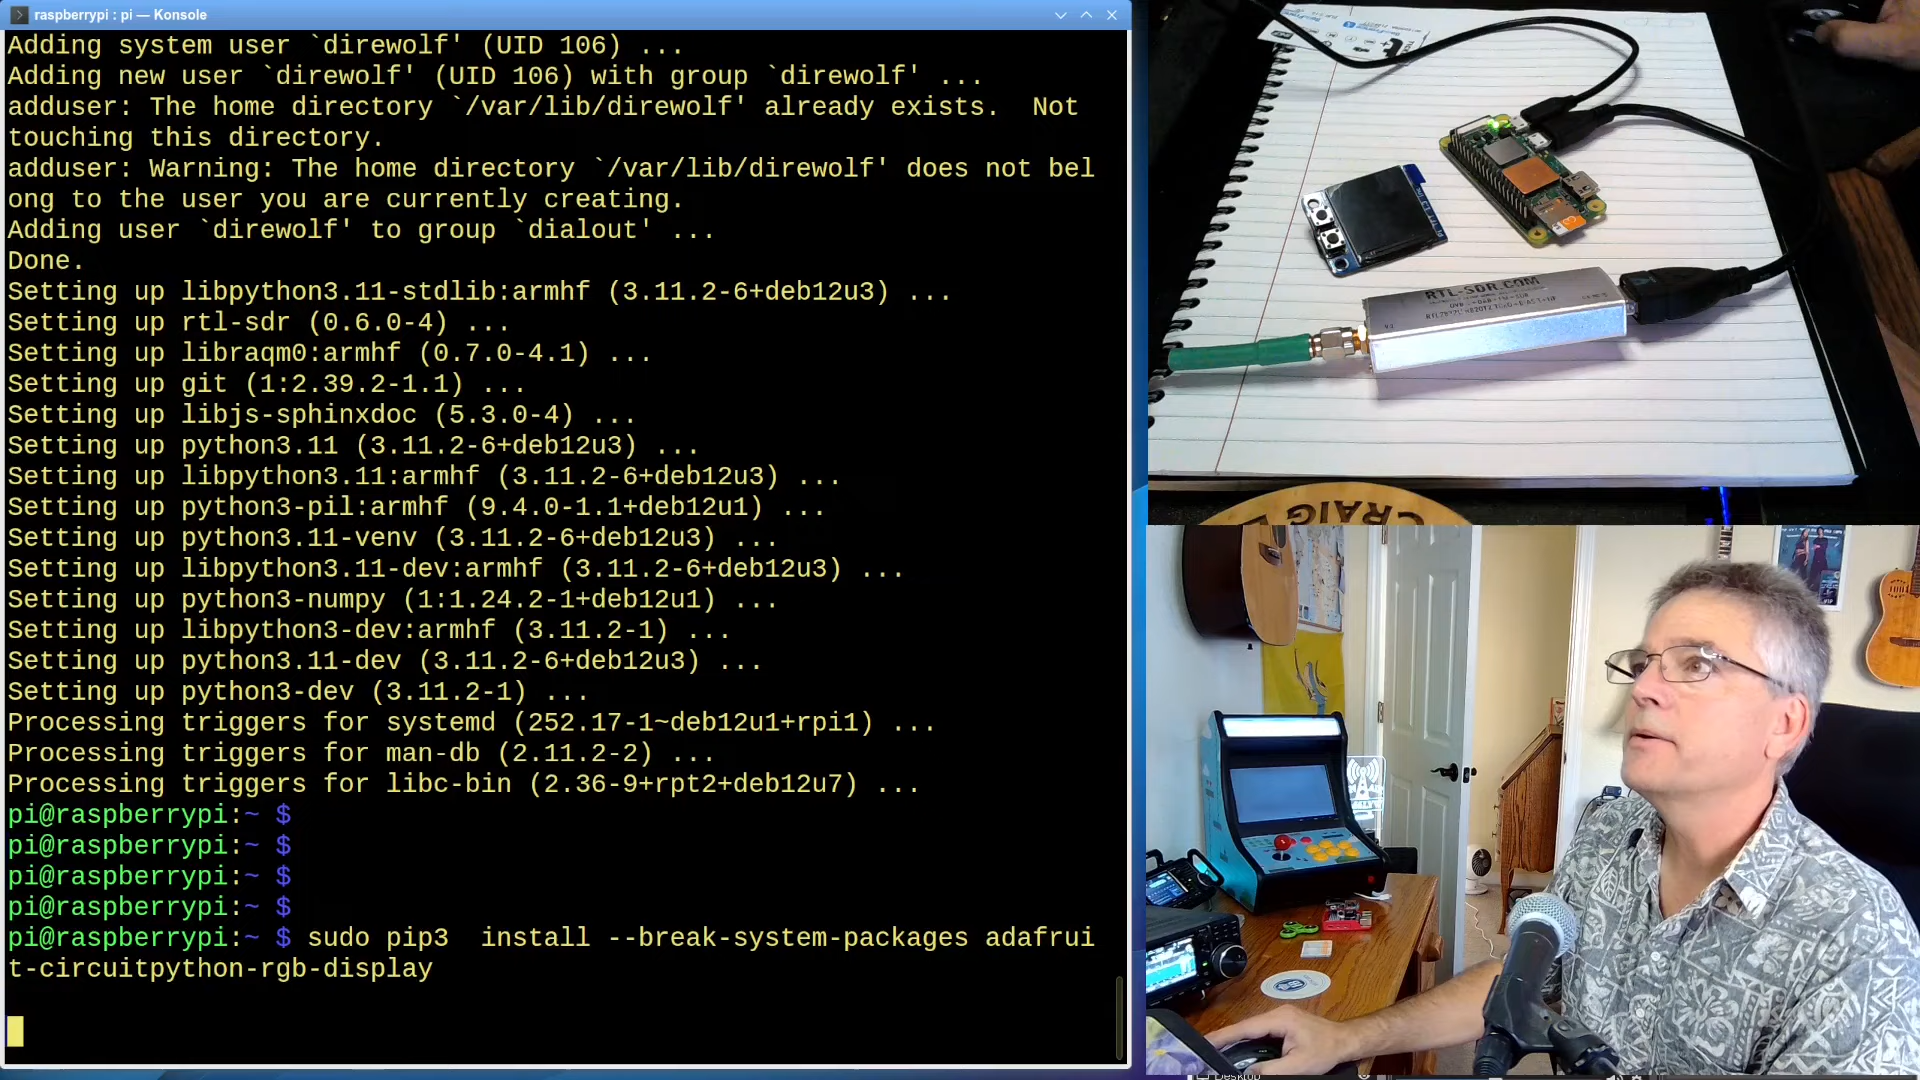 raspberrypi : pi — Konsole
Adding system user `direwolf' (UID 106) ...
Adding new user `direwolf' (UID 106) with group `direwolf' ...
adduser: The home directory `/var/lib/direwolf' already exists.  Not
touching this directory.
adduser: Warning: The home directory `/var/lib/direwolf' does not bel
ong to the user you are currently creating.
Adding user `direwolf' to group `dialout' ...
Done.
Setting up libpython3.11-stdlib:armhf (3.11.2-6+deb12u3) ...
Setting up rtl-sdr (0.6.0-4) ...
Setting up libraqm0:armhf (0.7.0-4.1) ...
Setting up git (1:2.39.2-1.1) ...
Setting up libjs-sphinxdoc (5.3.0-4) ...
Setting up python3.11 (3.11.2-6+deb12u3) ...
Setting up libpython3.11:armhf (3.11.2-6+deb12u3) ...
Setting up python3-pil:armhf (9.4.0-1.1+deb12u1) ...
Setting up python3.11-venv (3.11.2-6+deb12u3) ...
Setting up libpython3.11-dev:armhf (3.11.2-6+deb12u3) ...
Setting up python3-numpy (1:1.24.2-1+deb12u1) ...
Setting up libpython3-dev:armhf (3.11.2-1) ...
Setting up python3.11-dev (3.11.2-6+deb12u3) ...
Setting up python3-dev (3.11.2-1) ...
Processing triggers for systemd (252.17-1~deb12u1+rpi1) ...
Processing triggers for man-db (2.11.2-2) ...
Processing triggers for libc-bin (2.36-9+rpt2+deb12u7) ...
pi@raspberrypi:~ $
pi@raspberrypi:~ $
pi@raspberrypi:~ $
pi@raspberrypi:~ $
pi@raspberrypi:~ $ sudo pip3  install --break-system-packages adafrui
t-circuitpython-rgb-display
RTL-SDR.COM
CRAIG
Desktop